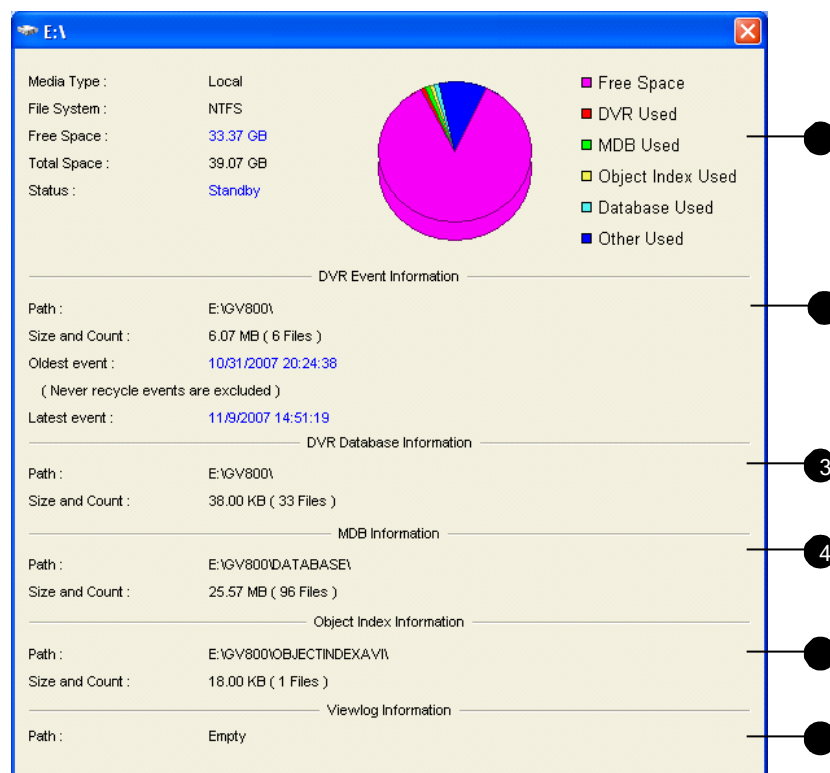 E:\
Media Type : Local
File System : NTFS
Free Space : 33.37 GB
Total Space : 39.07 GB
Status : Standby
Free Space
DVR Used
MDB Used
Object Index Used
Database Used
Other Used
DVR Event Information
Path : E:\GV800\
Size and Count : 6.07 MB ( 6 Files )
Oldest event : 10/31/2007 20:24:38
( Never recycle events are excluded )
Latest event : 11/9/2007 14:51:19
DVR Database Information
Path : E:\GV800\
3
Size and Count : 38.00 KB ( 33 Files )
MDB Information
4
Path : E:\GV800\DATABASE\
Size and Count : 25.57 MB ( 96 Files )
Object Index Information
Path : E:\GV800\OBJECTINDEXAVI\
Size and Count : 18.00 KB ( 1 Files )
Viewlog Information
Path : Empty